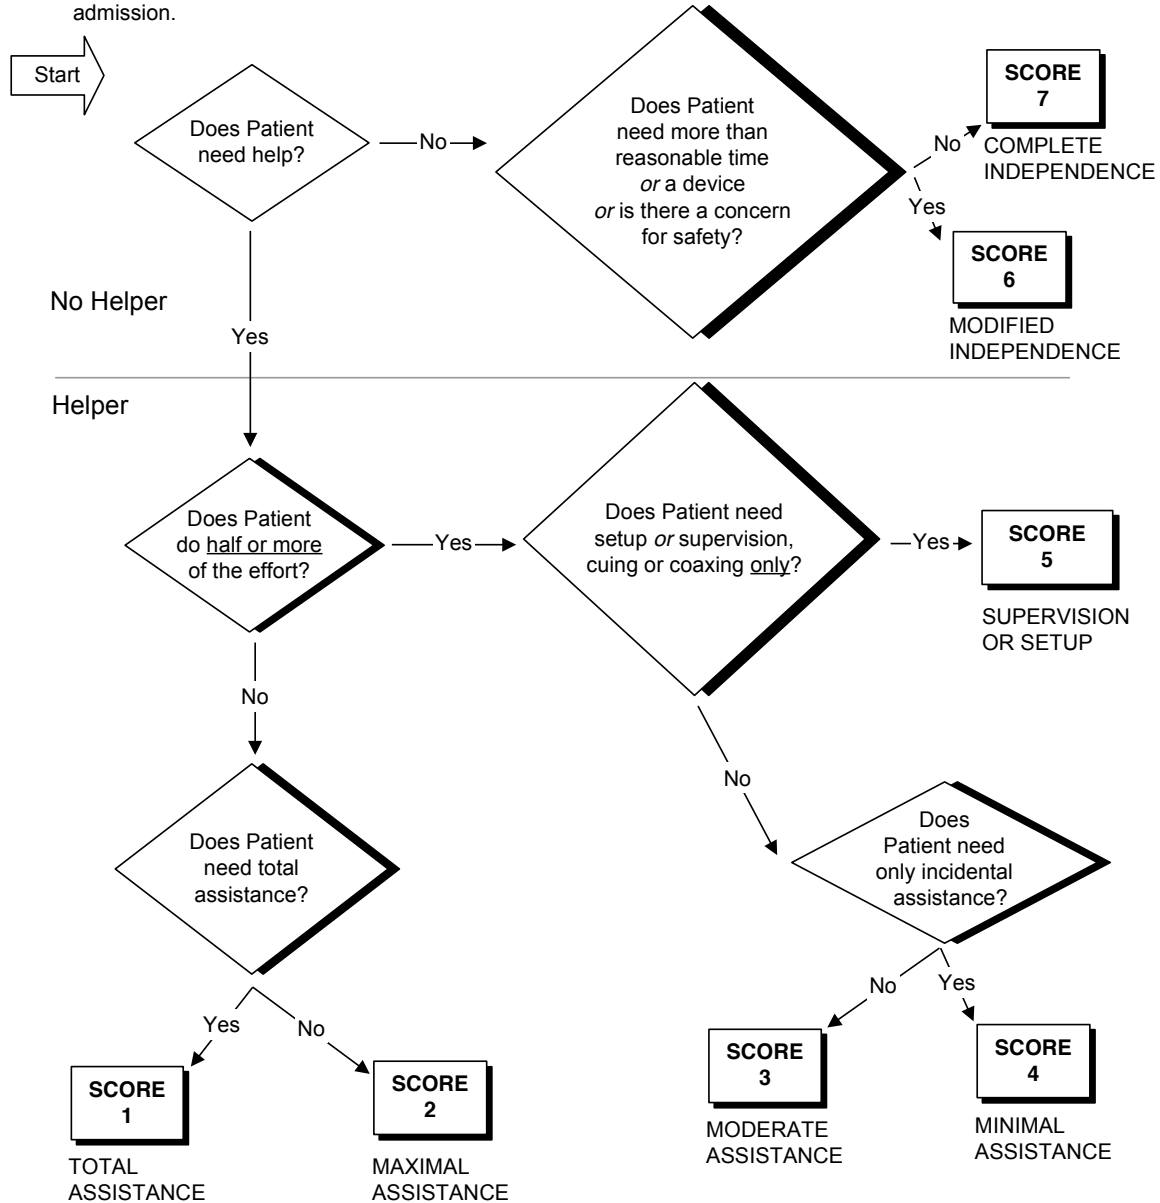 admission.
Start
Does Patient
need help?
No
Does Patient
need more than
reasonable time
or a device
or is there a concern
for safety?
No
SCORE
7
COMPLETE
INDEPENDENCE
Yes
SCORE
6
MODIFIED
INDEPENDENCE
No Helper
Yes
Helper
Does Patient
do half or more
of the effort?
Yes
Does Patient need
setup or supervision,
cuing or coaxing only?
Yes
SCORE
5
SUPERVISION
OR SETUP
No
No
Does Patient
need total
assistance?
Does
Patient need
only incidental
assistance?
Yes
No
No
Yes
SCORE
1
TOTAL
ASSISTANCE
SCORE
2
MAXIMAL
ASSISTANCE
SCORE
3
MODERATE
ASSISTANCE
SCORE
4
MINIMAL
ASSISTANCE